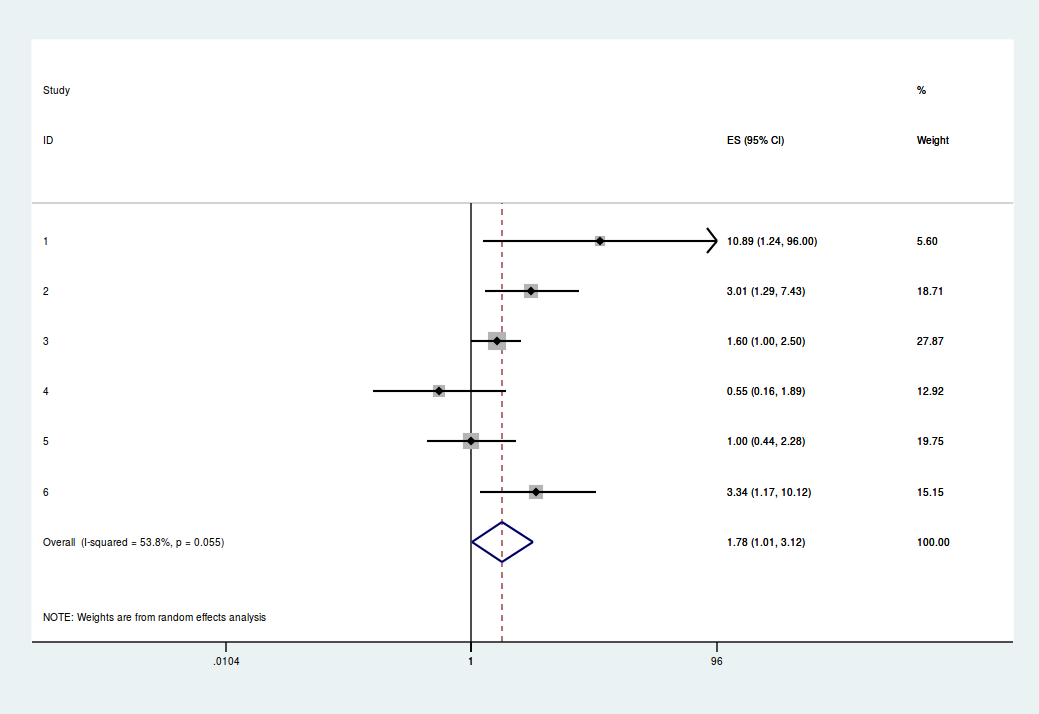 Study %
ID ES (95% CI) Weight
1 10.89 (1.24, 96.00) 5.60
2 3.01 (1.29, 7.43) 18.71
3 1.60 (1.00, 2.50) 27.87
4 0.55 (0.16, 1.89) 12.92
5 1.00 (0.44, 2.28) 19.75
6 3.34 (1.17, 10.12) 15.15
Overall (I-squared = 53.8%, p = 0.055) 1.78 (1.01, 3.12) 100.00
NOTE: Weights are from random effects analysis
.0104 1 96